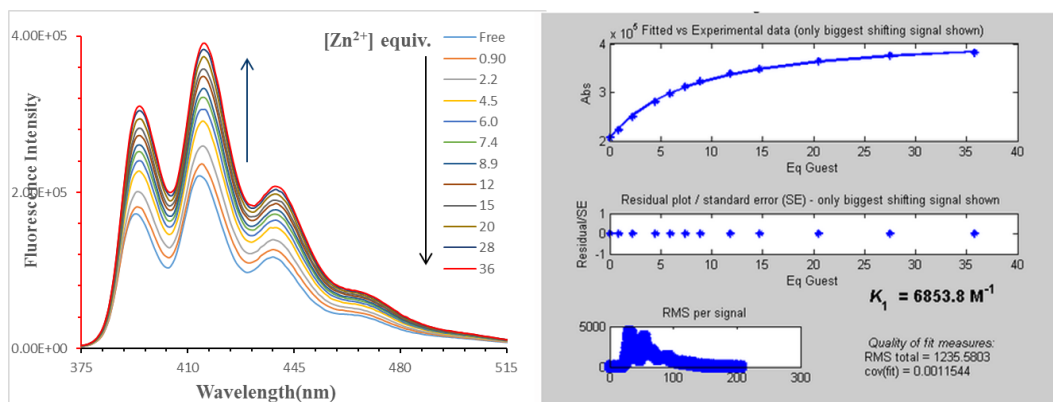 4.00E+05
2.00E+05
0.00E+00
Fluorescence Intensity
375
410
445
480
515
Wavelength(nm)
[Zn²⁺] equiv.
Free
0.90
2.2
4.5
6.0
7.4
8.9
12
15
20
28
36
x 10⁵ Fitted vs Experimental data (only biggest shifting signal shown)
4
3
2
Abs
0 5 10 15 20 25 30 35 40
Eq Guest
Residual plot / standard error (SE) - only biggest shifting signal shown
1
0
-1
Residual/SE
0 5 10 15 20 25 30 35 40
Eq Guest
K₁ = 6853.8 M⁻¹
RMS per signal
5000
0
0 100 200 300
Quality of fit measures:
RMS total = 1235.5803
cov(fit) = 0.0011544